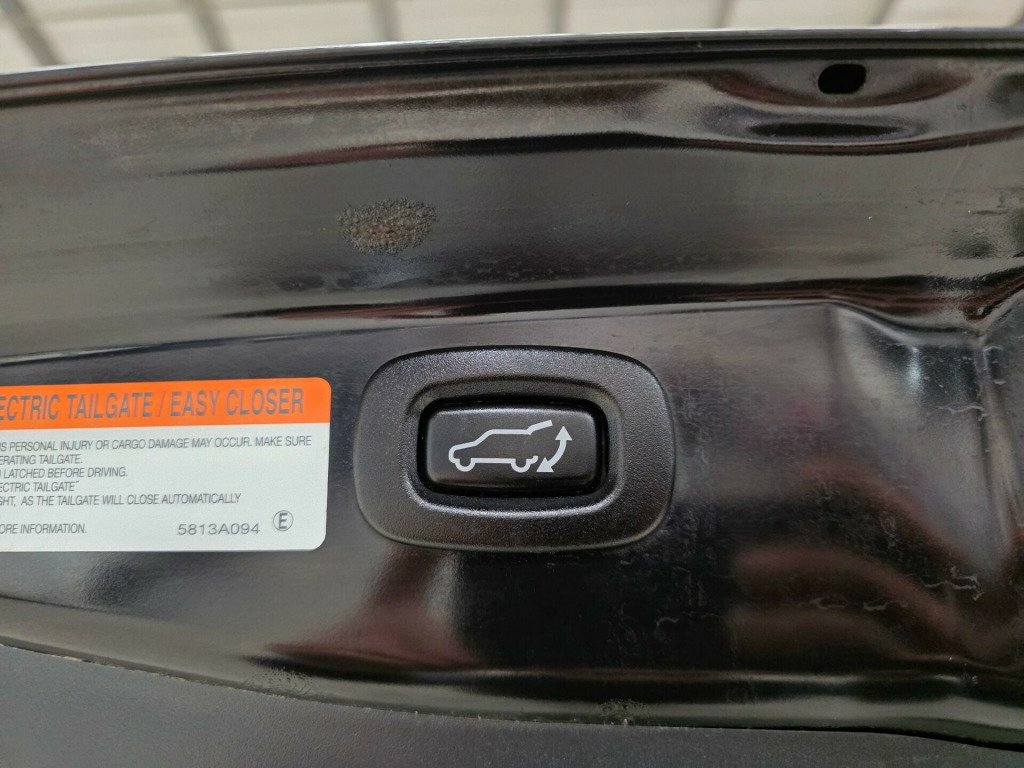 ECTRIC TAILGATE / EASY CLOSER
S PERSONAL INJURY OR CARGO DAMAGE MAY OCCUR. MAKE SURE
ERATING TAILGATE.
LATCHED BEFORE DRIVING.
ECTRIC TAILGATE"
GHT, AS THE TAILGATE WILL CLOSE AUTOMATICALLY
ORE INFORMATION.
5813A094 E